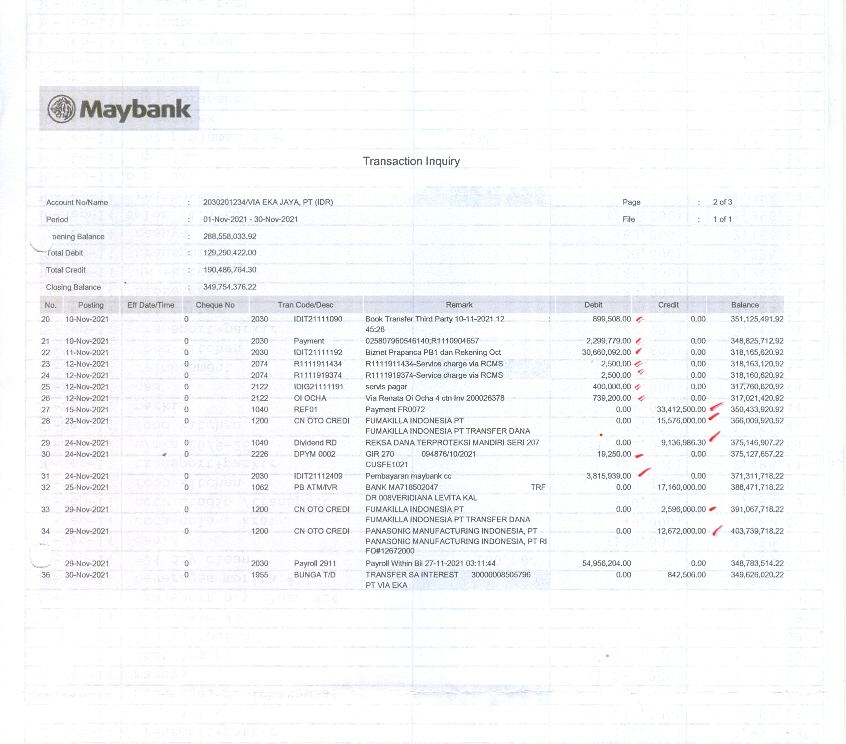 Maybank
Transaction Inquiry
Account No/Name : 2030201234/VIA EKA JAYA, PT (IDR) Page : 2 of 3
Period : 01-Nov-2021 - 30-Nov-2021 File : 1 of 1
pening Balance : 288,558,033.92
Total Debit : 129,290,422.00
Total Credit : 190,486,764.30
Closing Balance : 349,754,376.22
No. Posting Eff Date/Time Cheque No Tran Code/Desc Remark Debit Credit Balance
20 10-Nov-2021 0 2030 IDIT21111090 Book Transfer Third Party 10-11-2021 12 : 899,508.00 0.00 351,125,491.92
45:26
21 10-Nov-2021 0 2030 Payment 025807960546140;R1110904657 2,299,779.00 0.00 348,825,712.92
22 11-Nov-2021 0 2030 IDIT21111192 Biznet Prapanca PB1 dan Rekening Oct 30,660,092.00 0.00 318,165,620.92
23 12-Nov-2021 0 2074 R1111911434 R1111911434-Service charge via RCMS 2,500.00 0.00 318,163,120.92
24 12-Nov-2021 0 2074 R1111919374 R1111919374-Service charge via RCMS 2,500.00 0.00 318,160,620.92
25 12-Nov-2021 0 2122 IDIG21111191 servis pagar 400,000.00 0.00 317,760,620.92
26 12-Nov-2021 0 2122 OI OCHA Via Renata Oi Ocha 4 ctn Inv 200026378 739,200.00 0.00 317,021,420.92
27 15-Nov-2021 0 1040 REF01 Payment FR0072 0.00 33,412,500.00 350,433,920.92
28 23-Nov-2021 0 1200 CN OTO CREDI FUMAKILLA INDONESIA PT 0.00 15,576,000.00 366,009,920.92
FUMAKILLA INDONESIA PT TRANSFER DANA
29 24-Nov-2021 0 1040 Dividend RD REKSA DANA TERPROTEKSI MANDIRI SERI 207 0.00 9,136,986.30 375,146,907.22
30 24-Nov-2021 0 2226 DPYM 0002 GIR 270 094876/10/2021 19,250.00 0.00 375,127,657.22
CUSFE1021
31 24-Nov-2021 0 2030 IDIT21112409 Pembayaran maybank cc 3,815,939.00 0.00 371,311,718.22
32 25-Nov-2021 0 1062 PB ATM/IVR BANK MA718502047 TRF 0.00 17,160,000.00 388,471,718.22
DR 008VERIDIANA LEVITA KAL
33 29-Nov-2021 0 1200 CN OTO CREDI FUMAKILLA INDONESIA PT 0.00 2,596,000.00 391,067,718.22
FUMAKILLA INDONESIA PT TRANSFER DANA
34 29-Nov-2021 0 1200 CN OTO CREDI PANASONIC MANUFACTURING INDONESIA, PT 0.00 12,672,000.00 403,739,718.22
PANASONIC MANUFACTURING INDONESIA, PT RI
FO#12672000
29-Nov-2021 0 2030 Payroll 2911 Payroll Within Bii 27-11-2021 03:11:44 54,956,204.00 0.00 348,783,514.22
36 30-Nov-2021 0 1955 BUNGA T/D TRANSFER SA INTEREST 30000008505796 0.00 842,506.00 349,626,020.22
PT VIA EKA